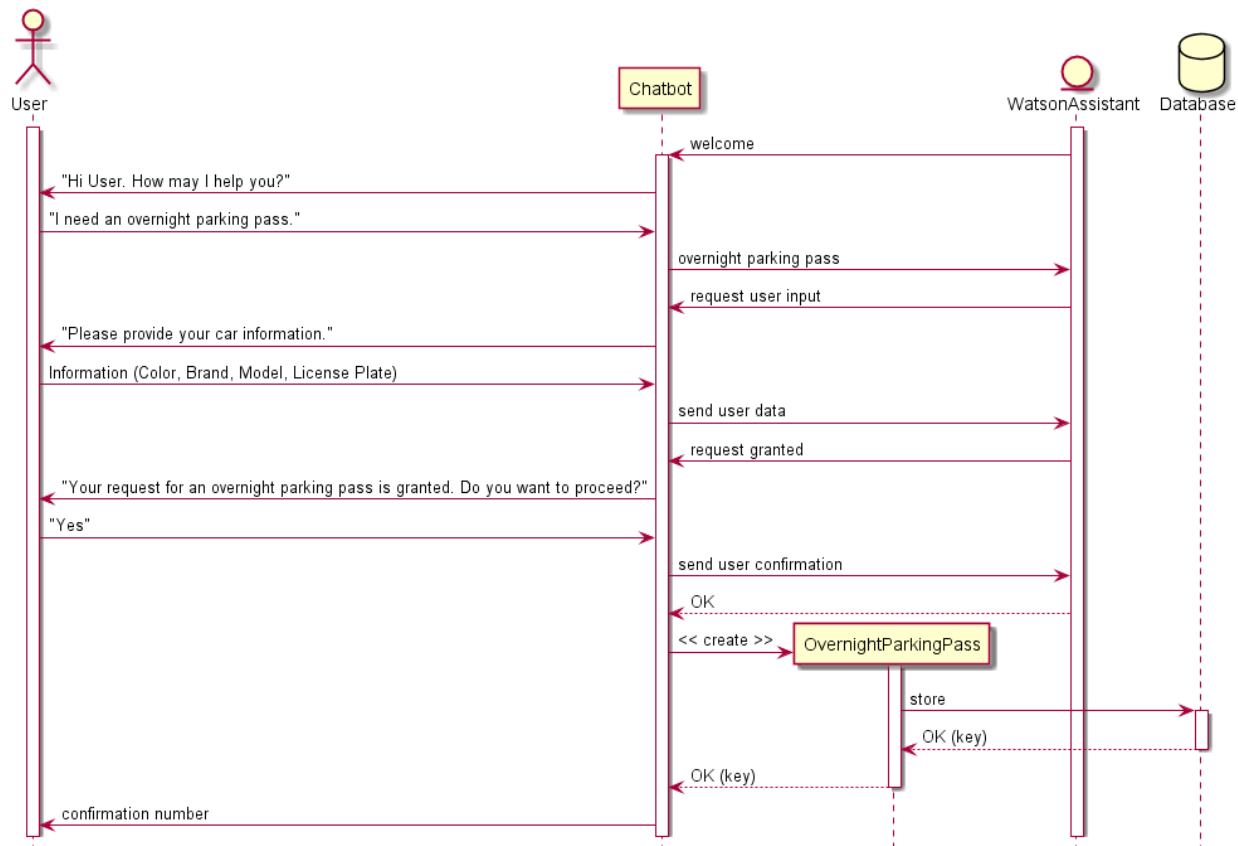 User
Chatbot
WatsonAssistant
Database
welcome
"Hi User. How may I help you?"
"I need an overnight parking pass."
overnight parking pass
request user input
"Please provide your car information."
Information (Color, Brand, Model, License Plate)
send user data
request granted
"Your request for an overnight parking pass is granted. Do you want to proceed?"
"Yes"
send user confirmation
OK
<< create >>
OvernightParkingPass
store
OK (key)
OK (key)
confirmation number